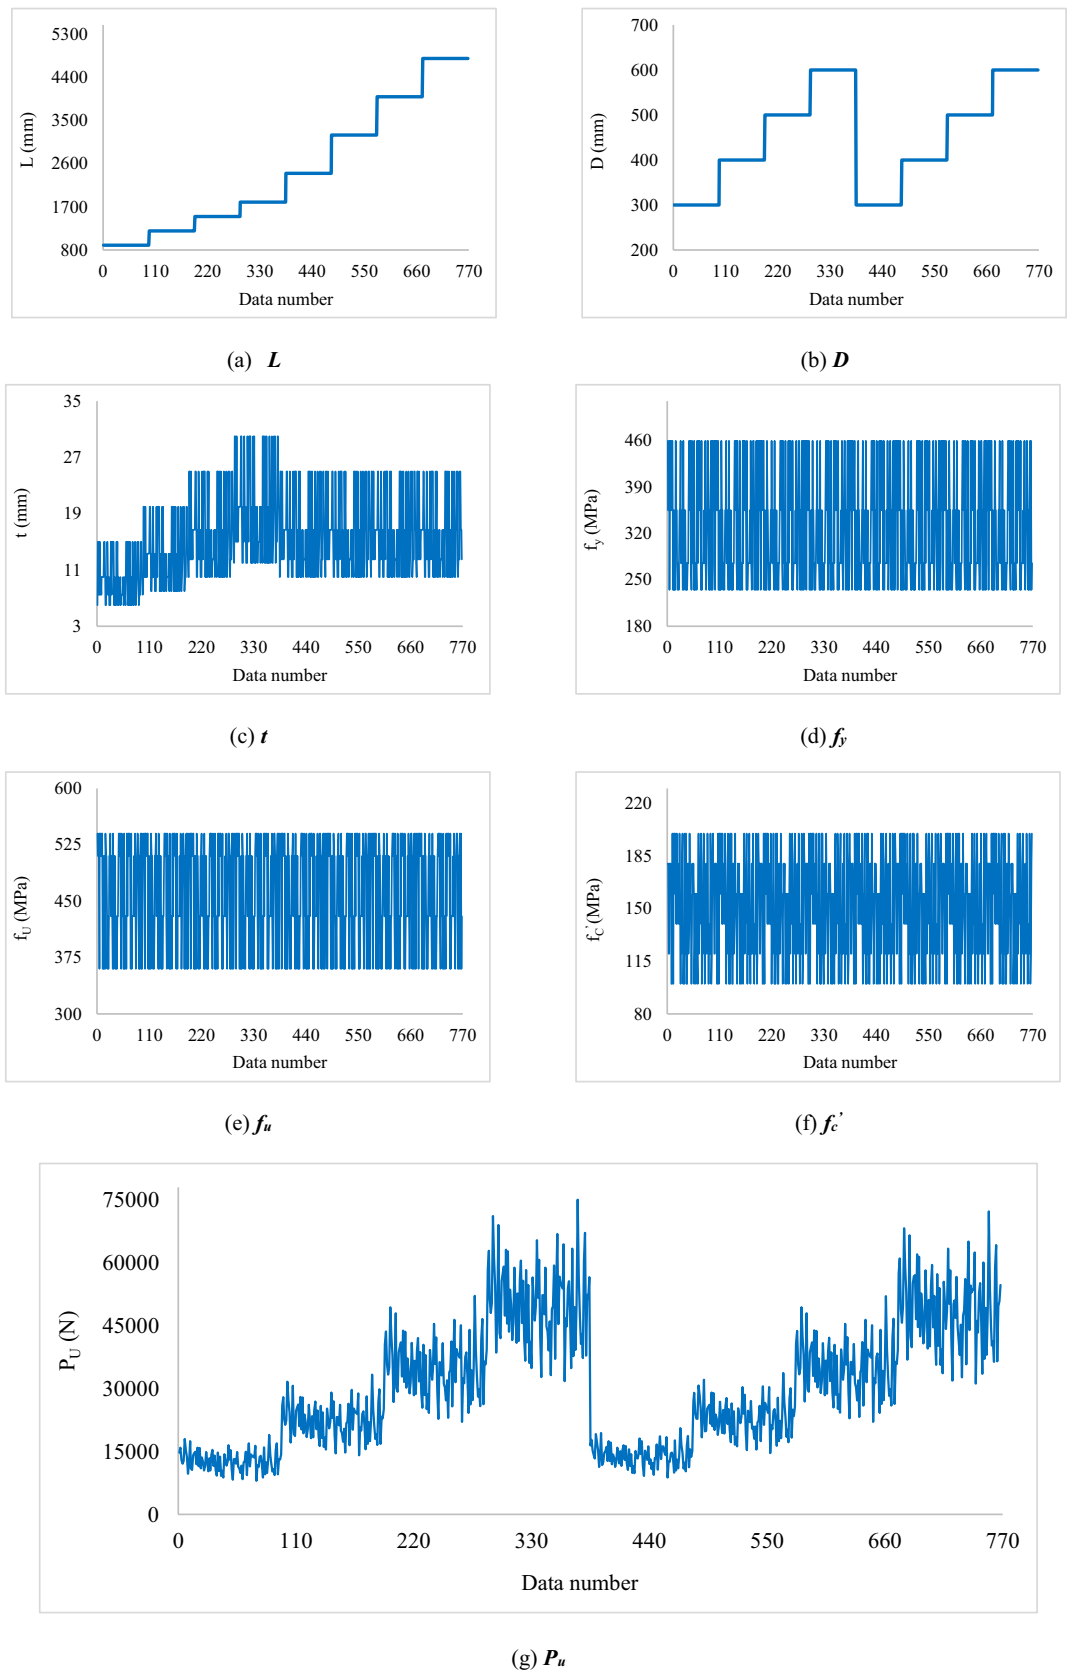 5300
4400
3500
2600
1700
800
L (mm)
0 110 220 330 440 550 660 770
Data number
(a) L
700
600
500
400
300
200
D (mm)
0 110 220 330 440 550 660 770
Data number
(b) D
35
27
19
11
3
t (mm)
0 110 220 330 440 550 660 770
Data number
(c) t
460
390
320
250
180
fy (MPa)
0 110 220 330 440 550 660 770
Data number
(d) fy
600
525
450
375
300
fU (MPa)
0 110 220 330 440 550 660 770
Data number
(e) fu
220
185
150
115
80
fC'(MPa)
0 110 220 330 440 550 660 770
Data number
(f) fc'
75000
60000
45000
30000
15000
0
PU (N)
0 110 220 330 440 550 660 770
Data number
(g) Pu